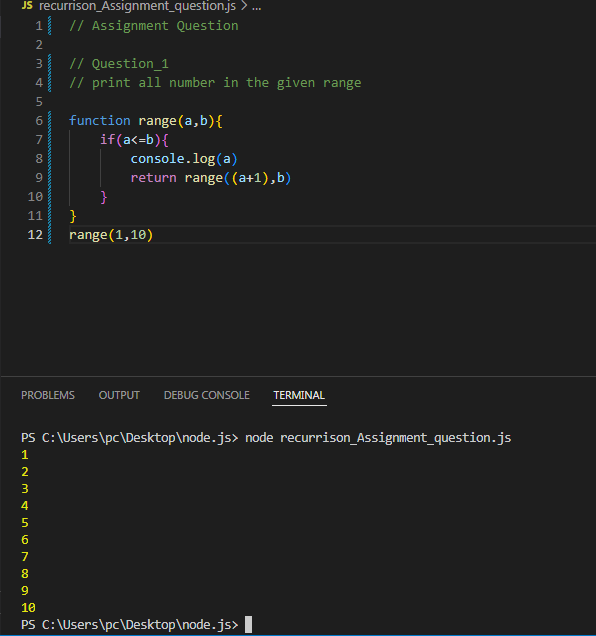 JS recurrison_Assignment_question.js > ...
1 // Assignment Question
2
3 // Question_1
4 // print all number in the given range
5
6 function range(a,b){
7 if(a<=b){
8 console.log(a)
9 return range((a+1),b)
10 }
11 }
12 range(1,10)
PROBLEMS OUTPUT DEBUG CONSOLE TERMINAL
PS C:\Users\pc\Desktop\node.js> node recurrison_Assignment_question.js
1
2
3
4
5
6
7
8
9
10
PS C:\Users\pc\Desktop\node.js>